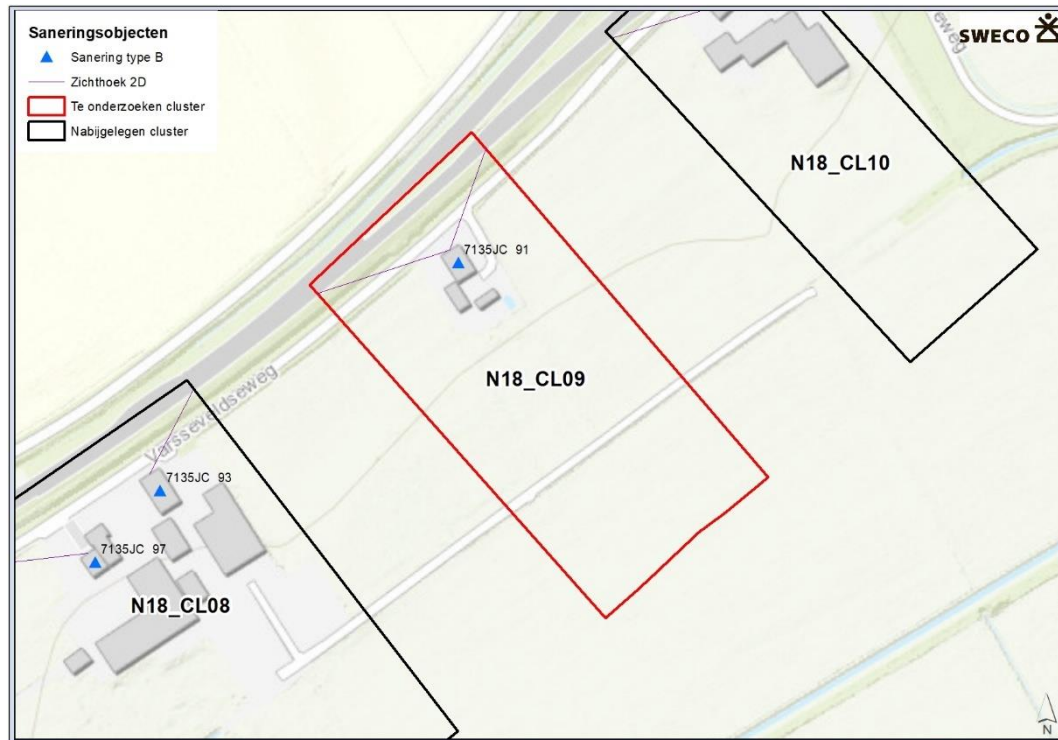 Saneringsobjecten
Sanering type B
Zichthoek 2D
Te onderzoeken cluster
Nabijgelegen cluster
SWECO
eweg
N18_CL10
7135JC 91
N18_CL09
Varsseveldseweg
7135JC 93
7135JC 97
N18_CL08
N